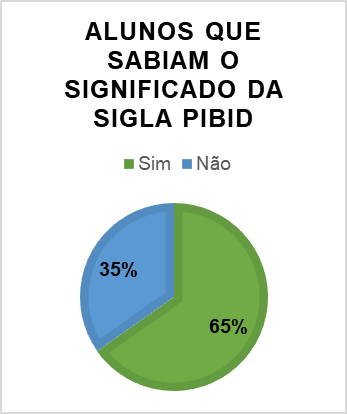 ALUNOS QUE
SABIAM O
SIGNIFICADO DA
SIGLA PIBID
Sim Não
35%
65%